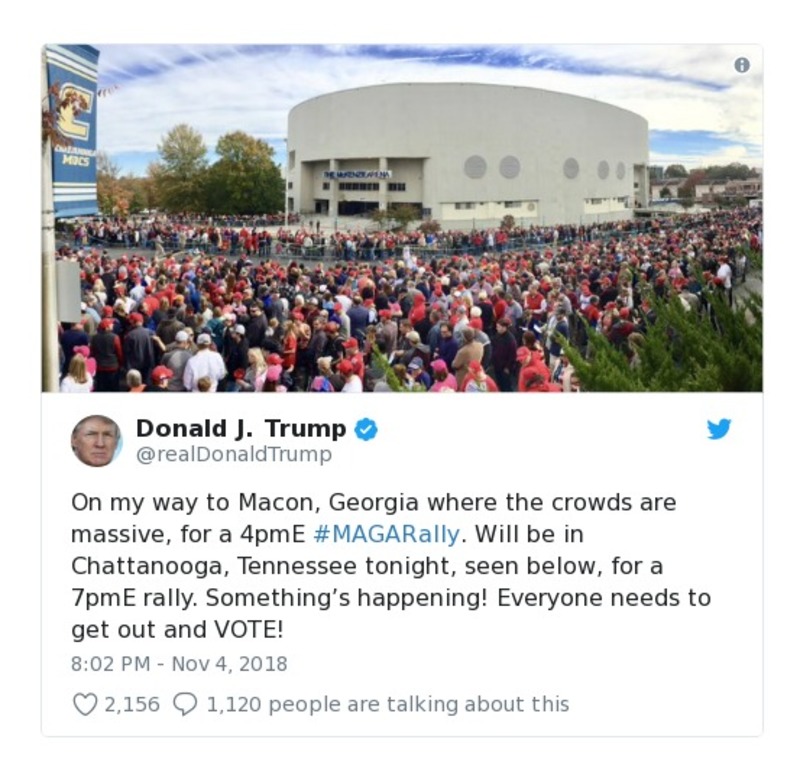 C
CHATTANOOGA
MOCS
THE McKENZIE ARENA
Donald J. Trump
@realDonaldTrump
On my way to Macon, Georgia where the crowds are
massive, for a 4pmE #MAGARally. Will be in
Chattanooga, Tennessee tonight, seen below, for a
7pmE rally. Something’s happening! Everyone needs to
get out and VOTE!
8:02 PM - Nov 4, 2018
2,156 1,120 people are talking about this